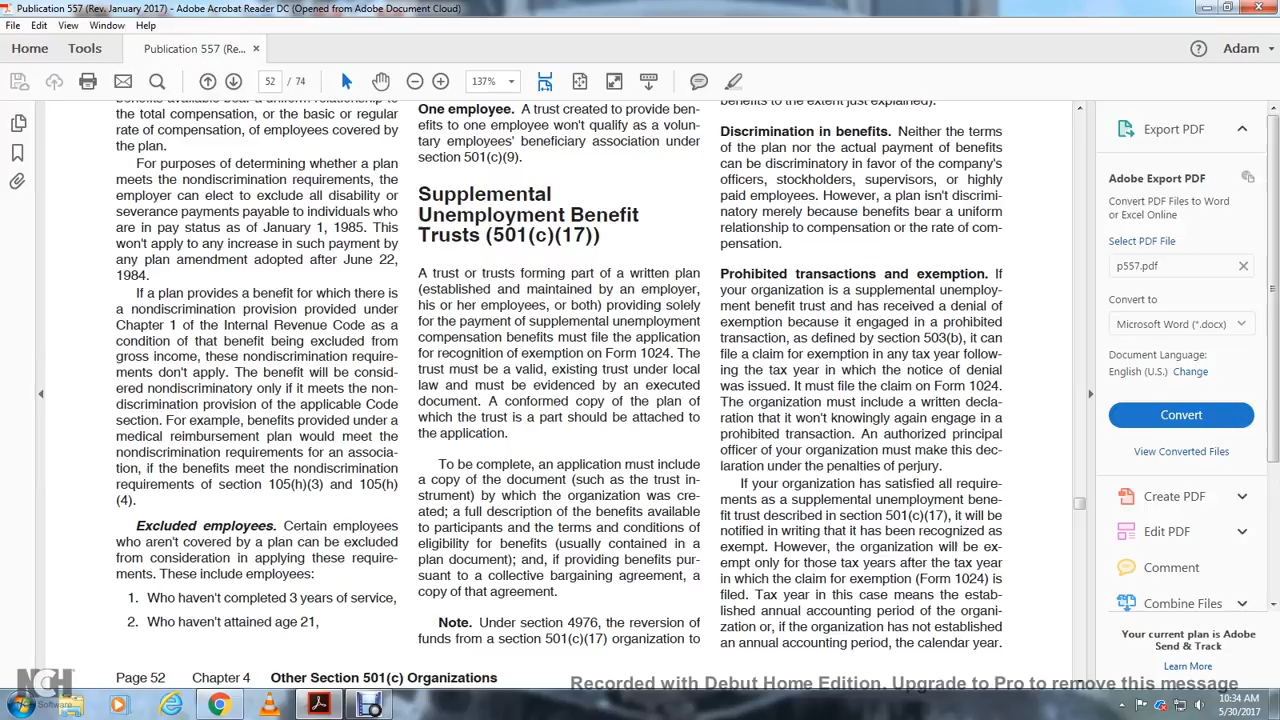 Publication 557 (Rev. January 2017) - Adobe Acrobat Reader DC (Opened from Adobe Document Cloud)
File Edit View Window Help
Home Tools Publication 557 (Re... × Adam
52 / 74 137%
benefits available bear a uniform relationship to
the total compensation, or the basic or regular
rate of compensation, of employees covered by
the plan.
For purposes of determining whether a plan
meets the nondiscrimination requirements, the
employer can elect to exclude all disability or
severance payments payable to individuals who
are in pay status as of January 1, 1985. This
won't apply to any increase in such payment by
any plan amendment adopted after June 22,
1984.
If a plan provides a benefit for which there is
a nondiscrimination provision provided under
Chapter 1 of the Internal Revenue Code as a
condition of that benefit being excluded from
gross income, these nondiscrimination require-
ments don't apply. The benefit will be consid-
ered nondiscriminatory only if it meets the non-
discrimination provision of the applicable Code
section. For example, benefits provided under a
medical reimbursement plan would meet the
nondiscrimination requirements for an associa-
tion, if the benefits meet the nondiscrimination
requirements of section 105(h)(3) and 105(h)
(4).
Excluded employees. Certain employees
who aren't covered by a plan can be excluded
from consideration in applying these require-
ments. These include employees:
1. Who haven't completed 3 years of service,
2. Who haven't attained age 21,
One employee. A trust created to provide ben-
efits to one employee won't qualify as a volun-
tary employees' beneficiary association under
section 501(c)(9).
Supplemental
Unemployment Benefit
Trusts (501(c)(17))
A trust or trusts forming part of a written plan
(established and maintained by an employer,
his or her employees, or both) providing solely
for the payment of supplemental unemployment
compensation benefits must file the application
for recognition of exemption on Form 1024. The
trust must be a valid, existing trust under local
law and must be evidenced by an executed
document. A conformed copy of the plan of
which the trust is a part should be attached to
the application.
To be complete, an application must include
a copy of the document (such as the trust in-
strument) by which the organization was cre-
ated; a full description of the benefits available
to participants and the terms and conditions of
eligibility for benefits (usually contained in a
plan document); and, if providing benefits pur-
suant to a collective bargaining agreement, a
copy of that agreement.
Note. Under section 4976, the reversion of
funds from a section 501(c)(17) organization to
benefits to the extent just explained).
Discrimination in benefits. Neither the terms
of the plan nor the actual payment of benefits
can be discriminatory in favor of the company's
officers, stockholders, supervisors, or highly
paid employees. However, a plan isn't discrimi-
natory merely because benefits bear a uniform
relationship to compensation or the rate of com-
pensation.
Prohibited transactions and exemption. If
your organization is a supplemental unemploy-
ment benefit trust and has received a denial of
exemption because it engaged in a prohibited
transaction, as defined by section 503(b), it can
file a claim for exemption in any tax year follow-
ing the tax year in which the notice of denial
was issued. It must file the claim on Form 1024.
The organization must include a written decla-
ration that it won't knowingly again engage in a
prohibited transaction. An authorized principal
officer of your organization must make this dec-
laration under the penalties of perjury.
If your organization has satisfied all require-
ments as a supplemental unemployment bene-
fit trust described in section 501(c)(17), it will be
notified in writing that it has been recognized as
exempt. However, the organization will be ex-
empt only for those tax years after the tax year
in which the claim for exemption (Form 1024) is
filed. Tax year in this case means the estab-
lished annual accounting period of the organi-
zation or, if the organization has not established
an annual accounting period, the calendar year.
Page 52 Chapter 4 Other Section 501(c) Organizations
Export PDF
Adobe Export PDF
Convert PDF Files to Word
or Excel Online
Select PDF File
p557.pdf
Convert to
Microsoft Word (*.docx)
Document Language:
English (U.S.) Change
Convert
View Converted Files
Create PDF
Edit PDF
Comment
Combine Files
Your current plan is Adobe
Send & Track
Learn More
NCH Software
Recorded with Debut Home Edition. Upgrade to Pro to remove this message
10:34 AM
5/30/2017